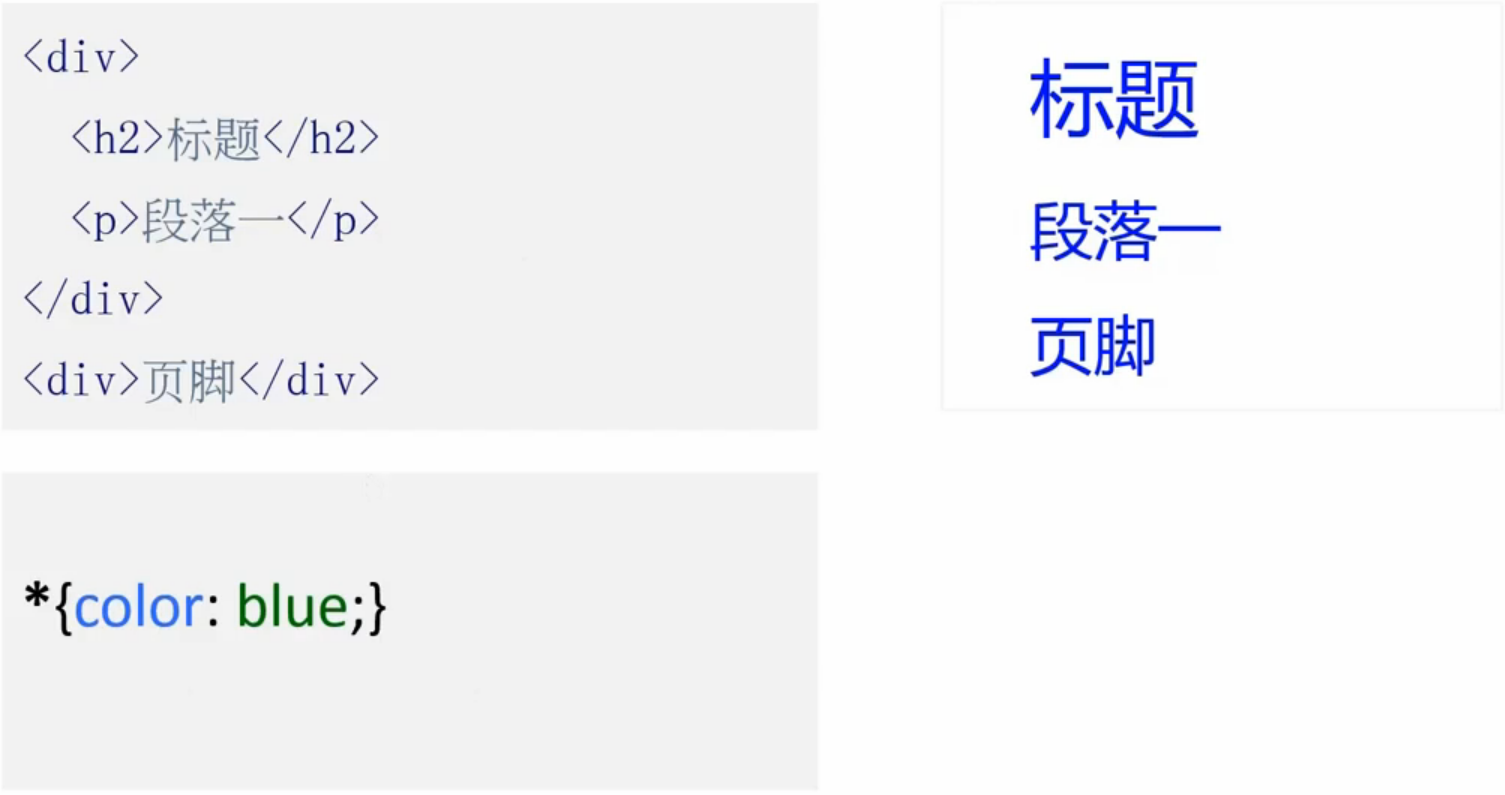 <div>
<h2>标题</h2>
<p>段落一</p>
</div>
<div>页脚</div>
标题
段落一
页脚
*{color: blue;}